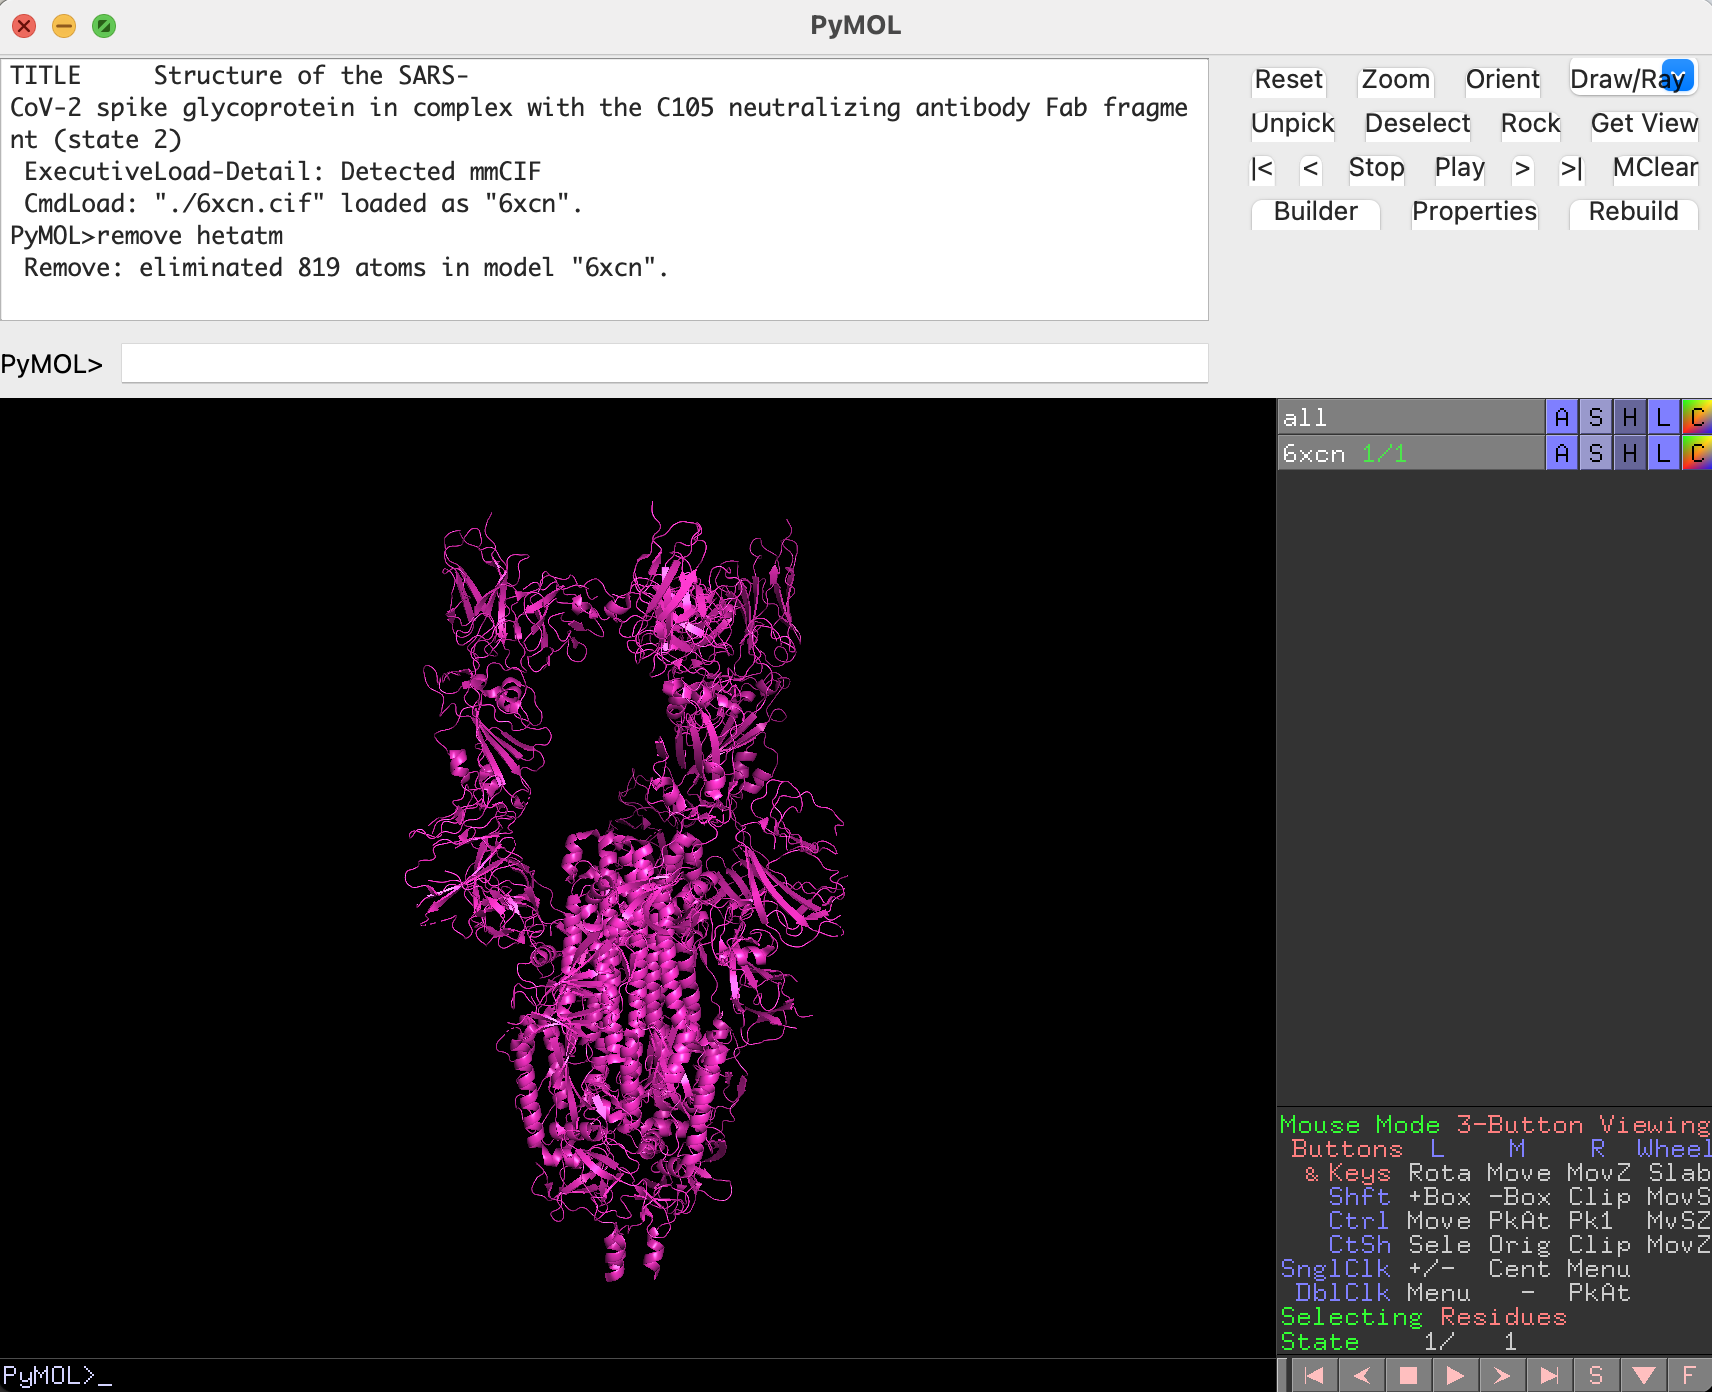 PyMOL
TITLE     Structure of the SARS-
CoV-2 spike glycoprotein in complex with the C105 neutralizing antibody Fab fragme
nt (state 2)
 ExecutiveLoad-Detail: Detected mmCIF
 CmdLoad: "./6xcn.cif" loaded as "6xcn".
PyMOL>remove hetatm
 Remove: eliminated 819 atoms in model "6xcn".
PyMOL>
Reset Zoom Orient Draw/Ray
Unpick Deselect Rock Get View
|< < Stop Play > >| MClear
Builder Properties Rebuild
all A S H L C
6xcn 1/1 A S H L C
Mouse Mode 3-Button Viewing
Buttons L M R Wheel
& Keys Rota Move MovZ Slab
Shft +Box -Box Clip MovS
Ctrl Move PkAt Pk1 MvSZ
CtSh Sele Orig Clip MovZ
SnglClk +/- Cent Menu
DblClk Menu - PkAt
Selecting Residues
State 1/ 1
PyMOL>_
S F